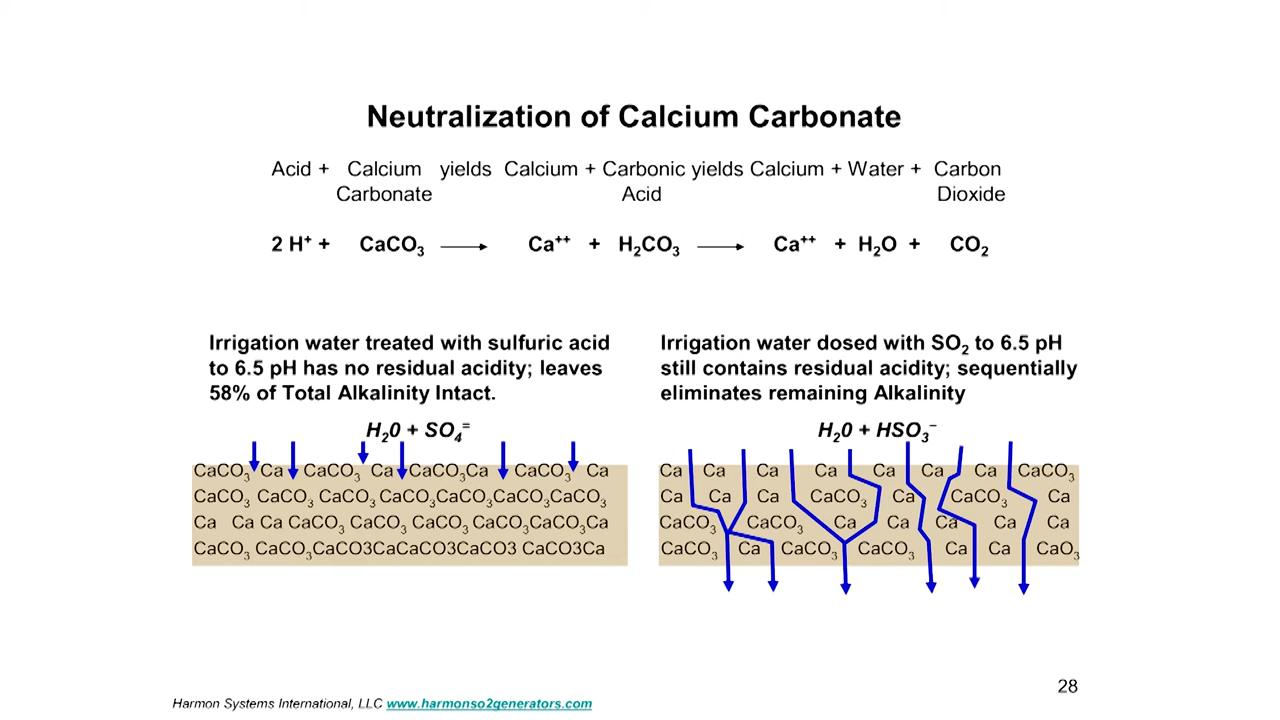 Neutralization of Calcium Carbonate
Acid + Calcium yields Calcium + Carbonic yields Calcium + Water + Carbon
Carbonate Acid Dioxide
2 H⁺ + CaCO₃ ⟶ Ca⁺⁺ + H₂CO₃ ⟶ Ca⁺⁺ + H₂O + CO₂
Irrigation water treated with sulfuric acid
to 6.5 pH has no residual acidity; leaves
58% of Total Alkalinity Intact.
H₂0 + SO₄⁼
CaCO₃ Ca CaCO₃ Ca CaCO₃Ca CaCO₃ Ca
CaCO₃ CaCO₃ CaCO₃ CaCO₃CaCO₃CaCO₃CaCO₃
Ca Ca Ca CaCO₃ CaCO₃ CaCO₃ CaCO₃CaCO₃Ca
CaCO₃ CaCO₃CaCO3CaCaCO3CaCO3 CaCO3Ca
Irrigation water dosed with SO₂ to 6.5 pH
still contains residual acidity; sequentially
eliminates remaining Alkalinity
H₂0 + HSO₃⁻
Ca Ca Ca Ca Ca Ca Ca CaCO₃
Ca Ca Ca CaCO₃ Ca CaCO₃ Ca
CaCO₃ CaCO₃ Ca Ca Ca Ca Ca
CaCO₃ Ca CaCO₃ CaCO₃ Ca Ca CaO₃
28
Harmon Systems International, LLC www.harmonso2generators.com